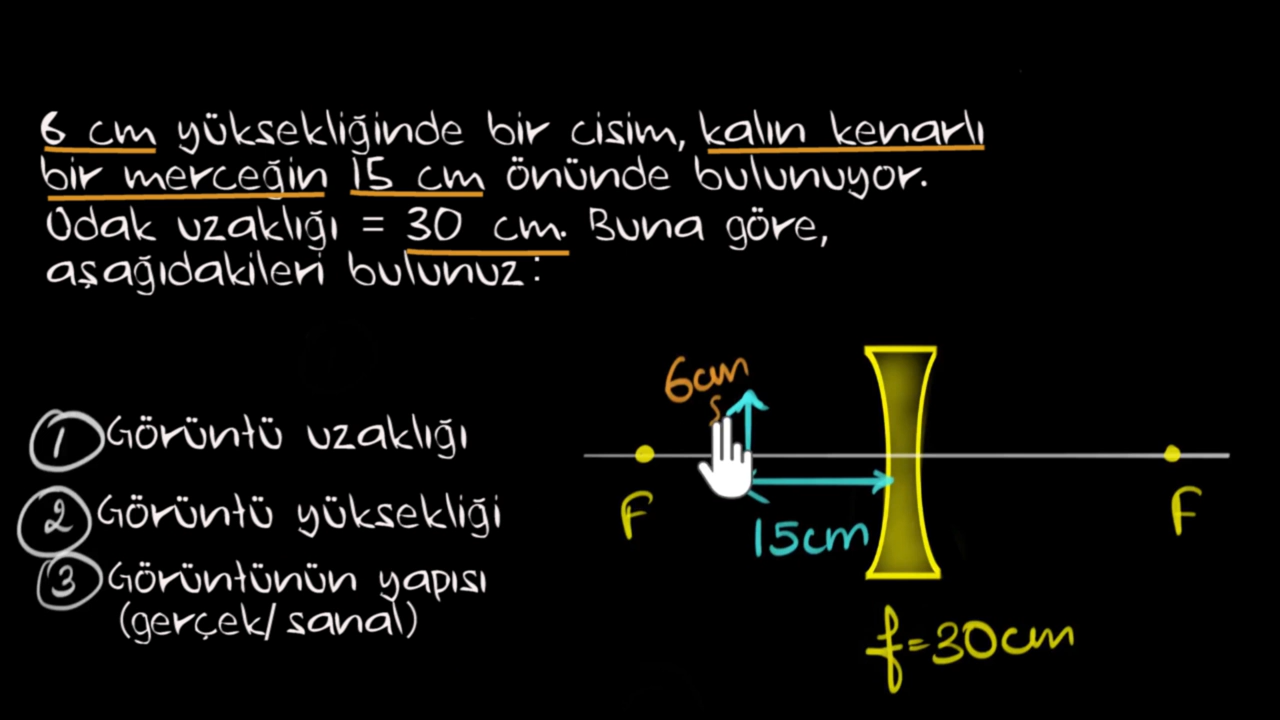 6 cm yüksekliğinde bir cisim, kalın kenarlı
bir merceğin 15 cm önünde bulunuyor.
Odak uzaklığı = 30 cm. Buna göre,
aşağıdakileri bulunuz:
1 Görüntü uzaklığı
2 Görüntü yüksekliği
3 Görüntünün yapısı
(gerçek/sanal)
6cm
F
15cm
F
f=30cm